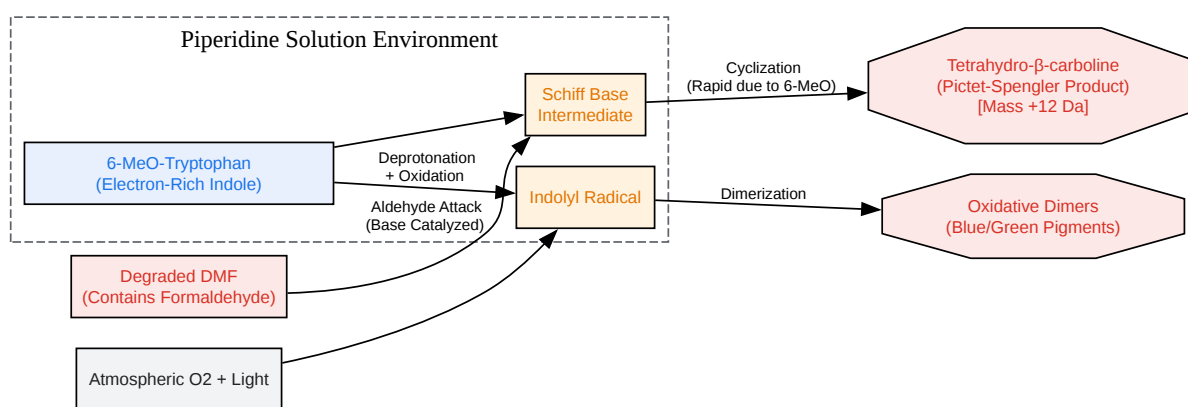 Piperidine Solution Environment
6-MeO-Tryptophan
(Electron-Rich Indole)
Schiff Base
Intermediate
Cyclization
(Rapid due to 6-MeO)
Tetrahydro-β-carboline
(Pictet-Spengler Product)
[Mass +12 Da]
Deprotonation
+ Oxidation
Indolyl Radical
Dimerization
Oxidative Dimers
(Blue/Green Pigments)
Aldehyde Attack
(Base Catalyzed)
Degraded DMF
(Contains Formaldehyde)
Atmospheric O2 + Light